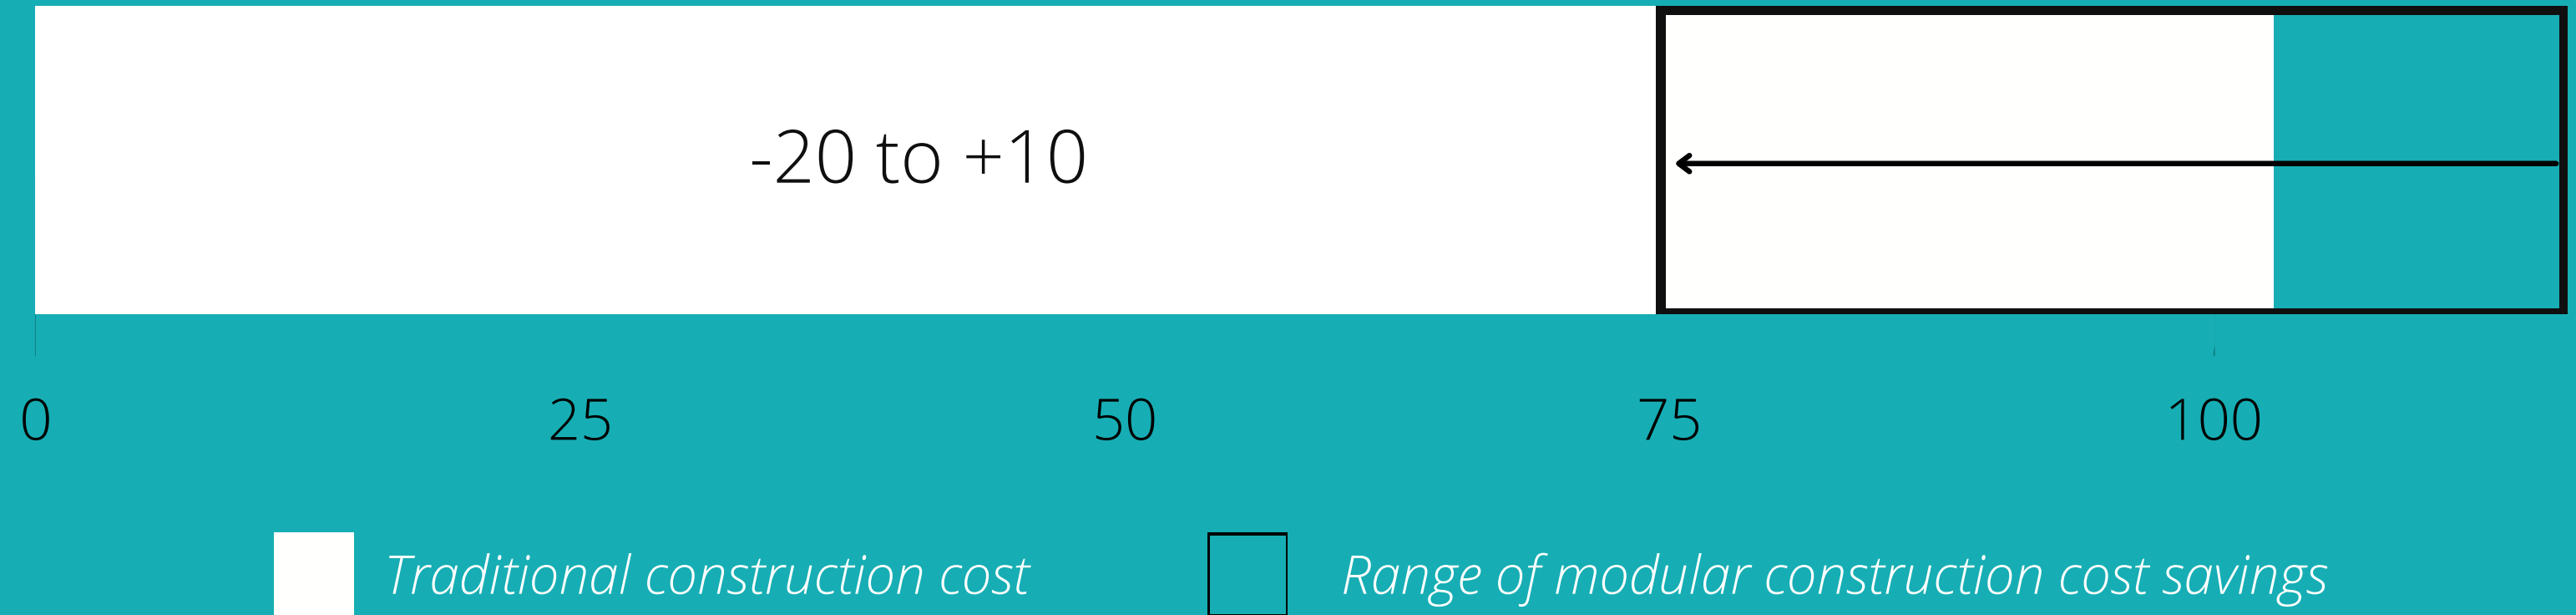 -20 to +10
0 25 50 75 100
Traditional construction cost Range of modular construction cost savings